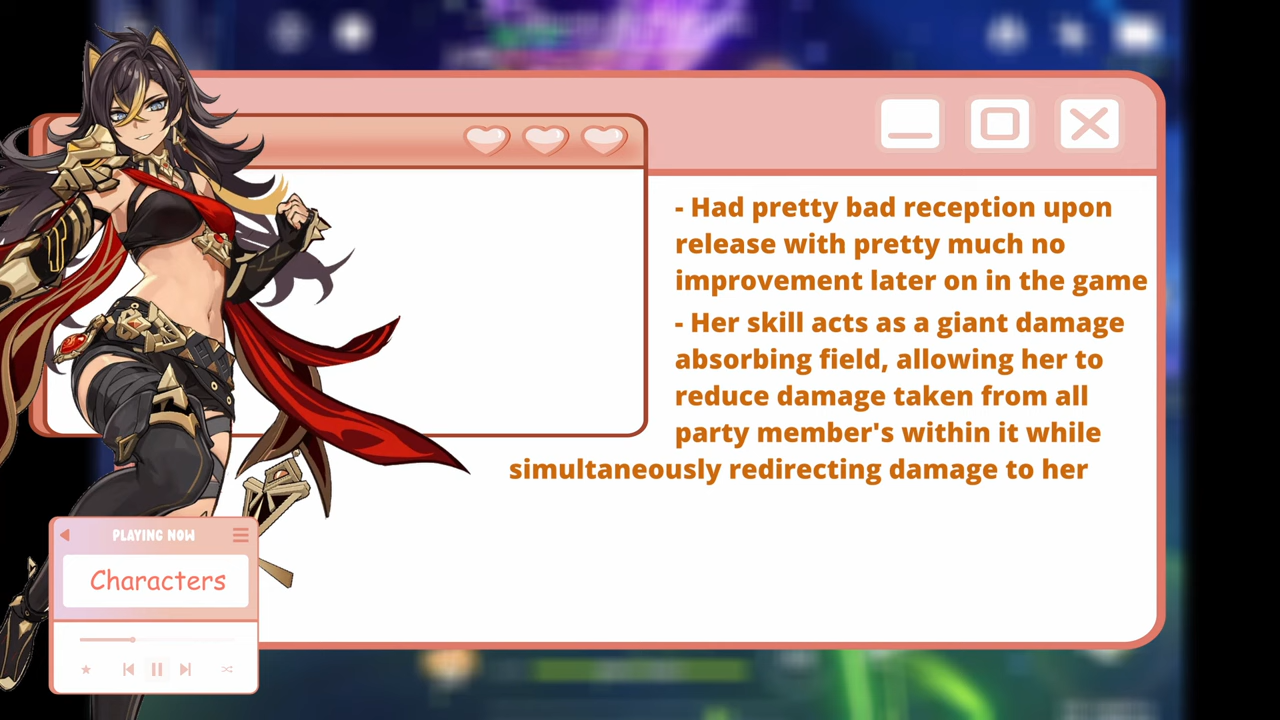 - Had pretty bad reception upon
release with pretty much no
improvement later on in the game
- Her skill acts as a giant damage
absorbing field, allowing her to
reduce damage taken from all
party member's within it while
simultaneously redirecting damage to her
PLAYING NOW
Characters